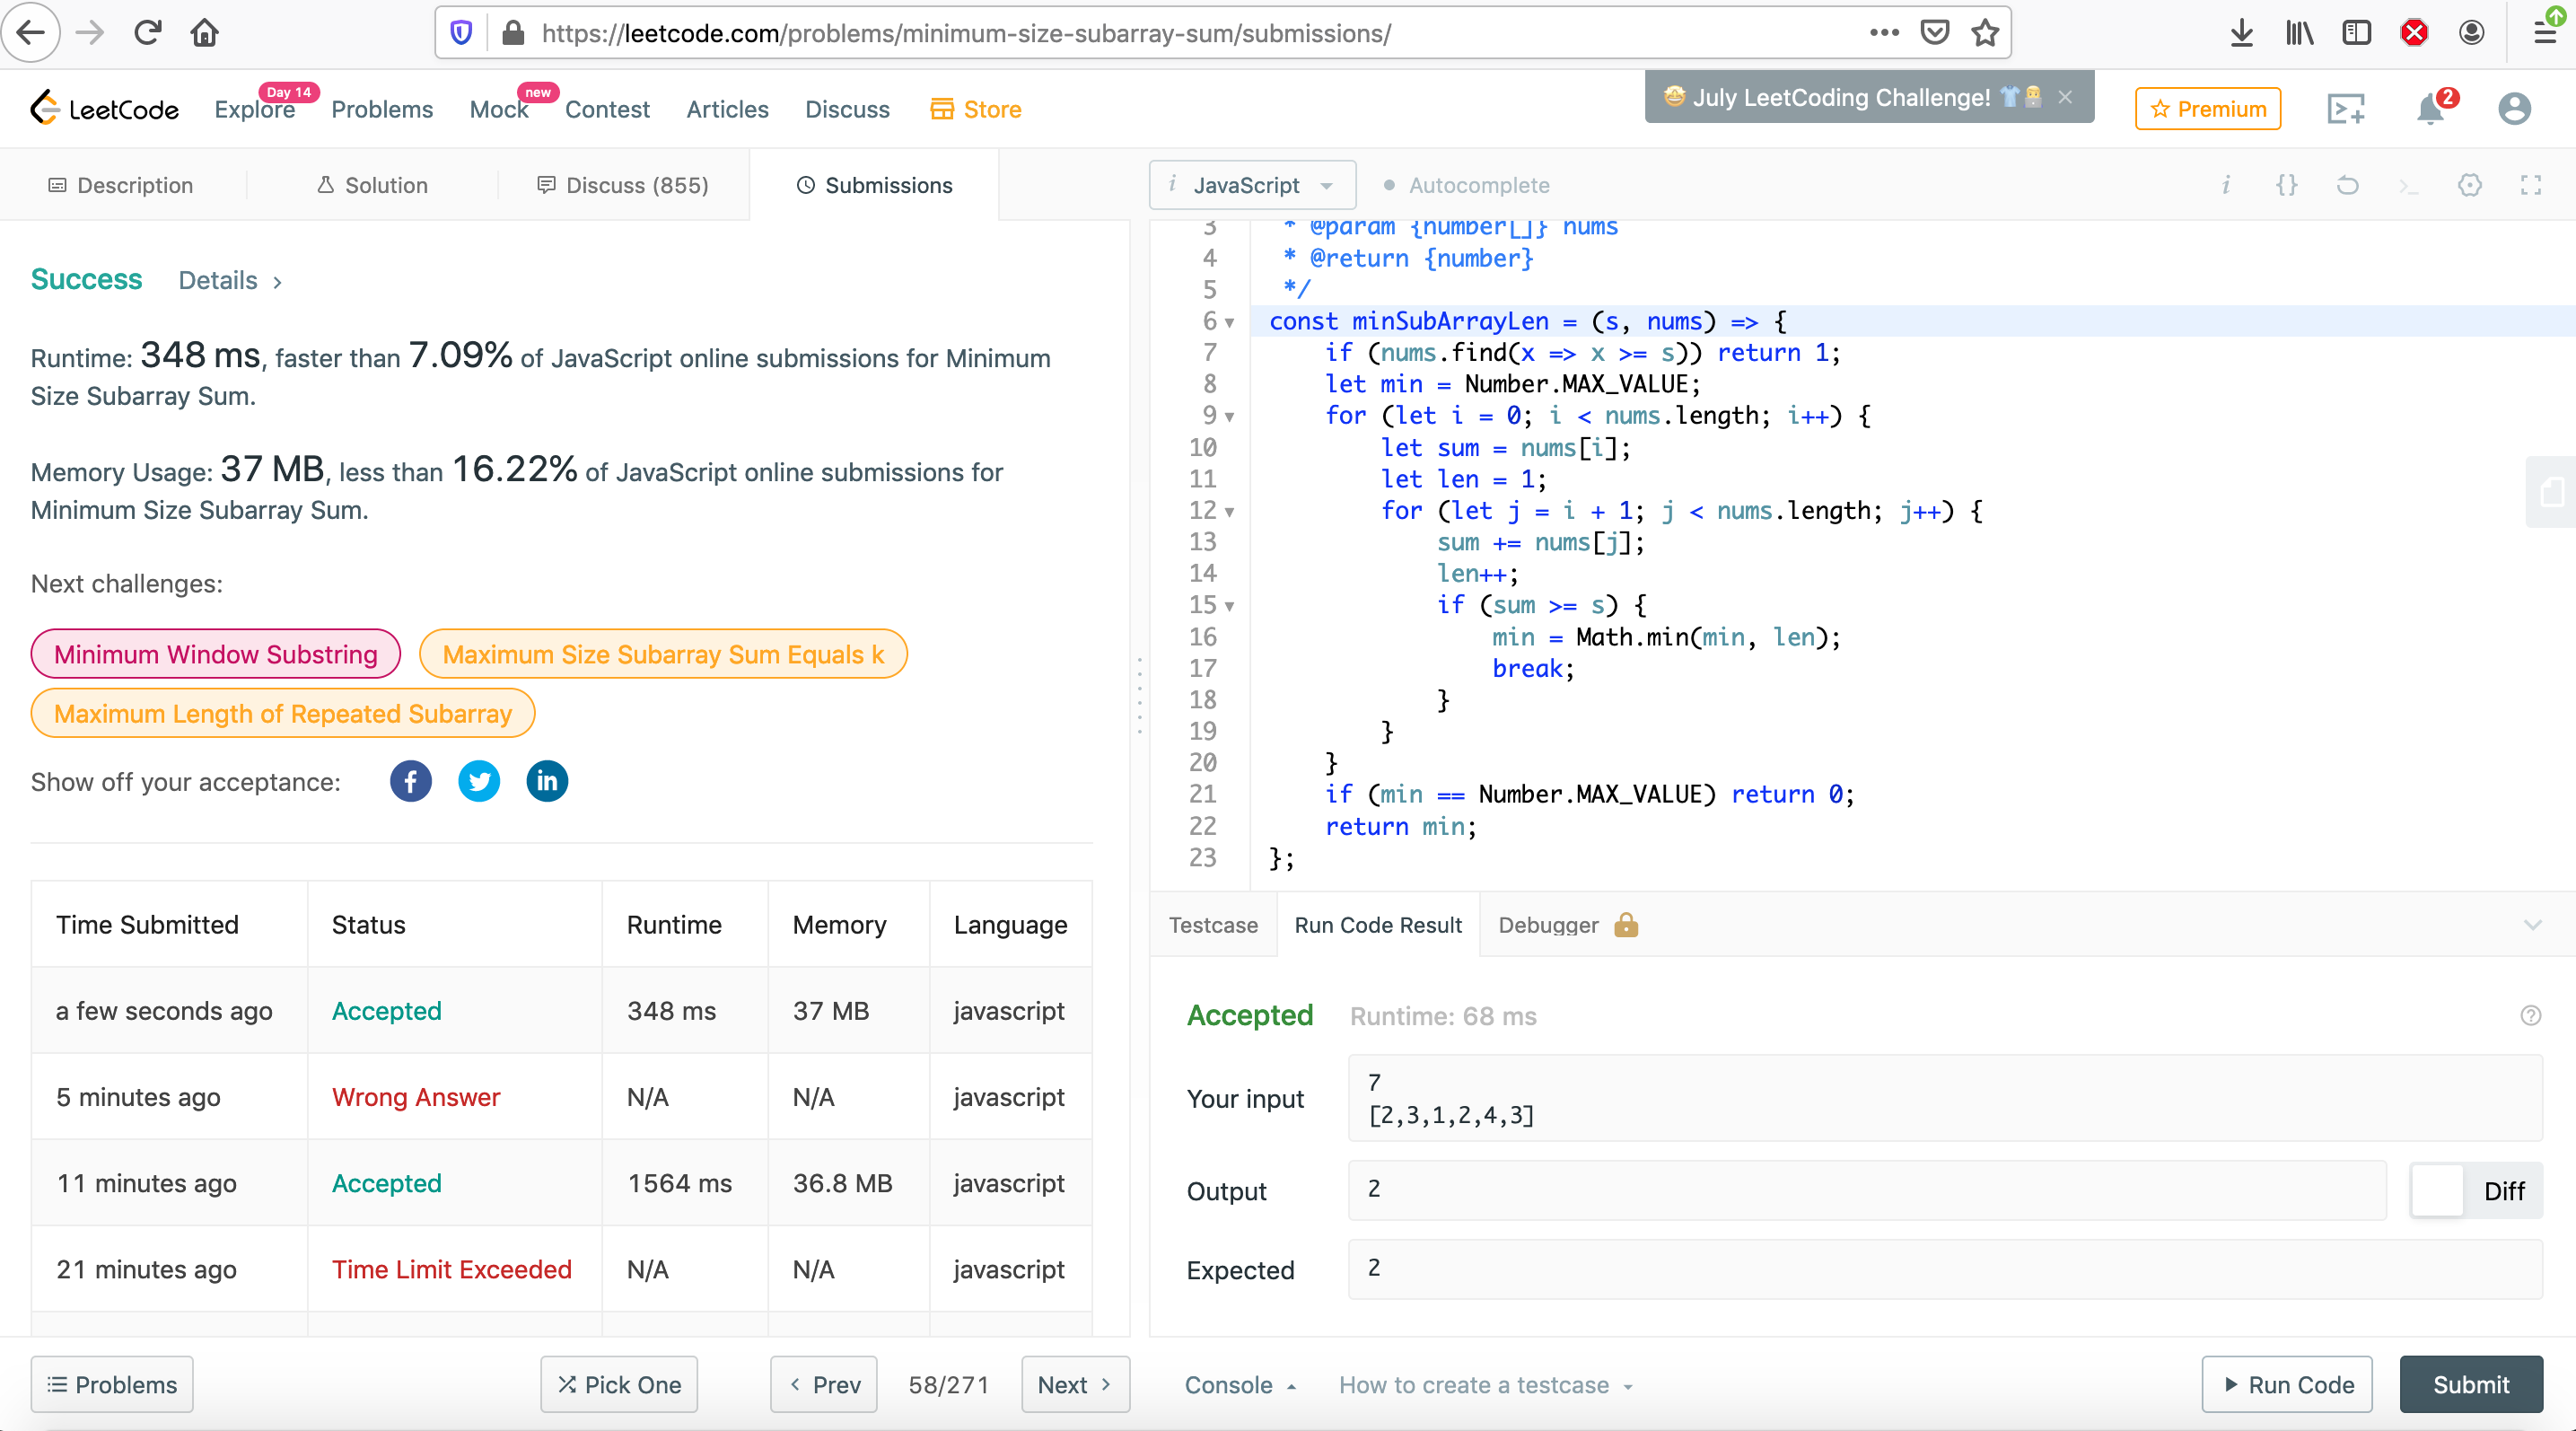 https://leetcode.com/problems/minimum-size-subarray-sum/submissions/
LeetCode
Explore
Day 14
Problems
Mock
new
Contest
Articles
Discuss
Store
🤩 July LeetCoding Challenge! 👕
Premium
2
Description
Solution
Discuss (855)
Submissions
Success Details >
Runtime: 348 ms, faster than 7.09% of JavaScript online submissions for Minimum
Size Subarray Sum.
Memory Usage: 37 MB, less than 16.22% of JavaScript online submissions for
Minimum Size Subarray Sum.
Next challenges:
Minimum Window Substring
Maximum Size Subarray Sum Equals k
Maximum Length of Repeated Subarray
Show off your acceptance:
Time Submitted Status Runtime Memory Language
a few seconds ago Accepted 348 ms 37 MB javascript
5 minutes ago Wrong Answer N/A N/A javascript
11 minutes ago Accepted 1564 ms 36.8 MB javascript
21 minutes ago Time Limit Exceeded N/A N/A javascript
Problems
Pick One
Prev
58/271
Next
i JavaScript
Autocomplete
3 * @param {number[]} nums
4 * @return {number}
5 */
6 const minSubArrayLen = (s, nums) => {
7 if (nums.find(x => x >= s)) return 1;
8 let min = Number.MAX_VALUE;
9 for (let i = 0; i < nums.length; i++) {
10 let sum = nums[i];
11 let len = 1;
12 for (let j = i + 1; j < nums.length; j++) {
13 sum += nums[j];
14 len++;
15 if (sum >= s) {
16 min = Math.min(min, len);
17 break;
18 }
19 }
20 }
21 if (min == Number.MAX_VALUE) return 0;
22 return min;
23 };
Testcase
Run Code Result
Debugger
Accepted Runtime: 68 ms
Your input
7
[2,3,1,2,4,3]
Output
2
Diff
Expected
2
Console
How to create a testcase
Run Code
Submit